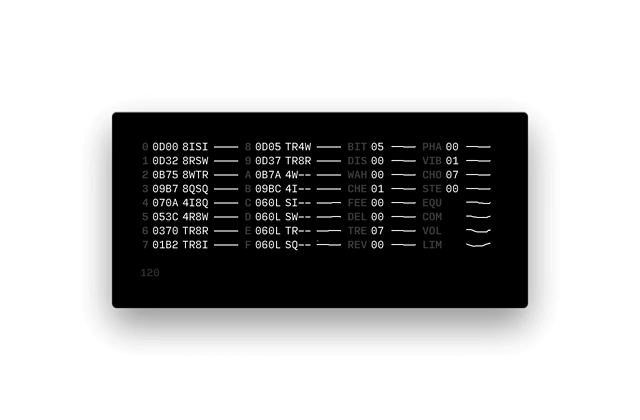 0 0D00 8ISI 8 0D05 TR4W BIT 05 PHA 00
1 0D32 8RSW 9 0D37 TR8R DIS 00 VIB 01
2 0B75 8WTR A 0B7A 4W-- WAH 00 CHO 07
3 09B7 8QSQ B 09BC 4I-- CHE 01 STE 00
4 070A 4I8Q C 060L SI-- FEE 00 EQU
5 053C 4R8W D 060L SW-- DEL 00 COM
6 0370 TR8R E 060L TR-- TRE 07 VOL
7 01B2 TR8I F 060L SQ-- REV 00 LIM
120